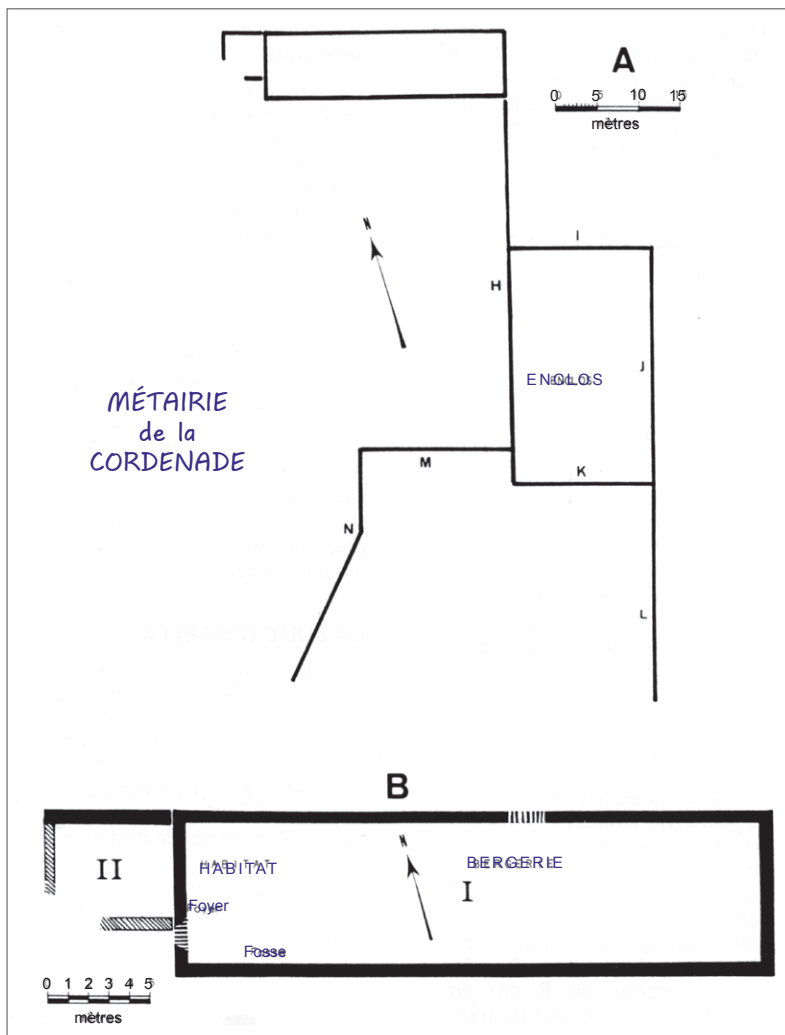 A
0 5 10 15
mètres
N
I
H
J
ENCLOS
MÉTAIRIE
de la
CORDENADE
M
K
N
L
B
N
II
HABITAT
BERGERIE
I
Foyer
Fosse
0 1 2 3 4 5
mètres